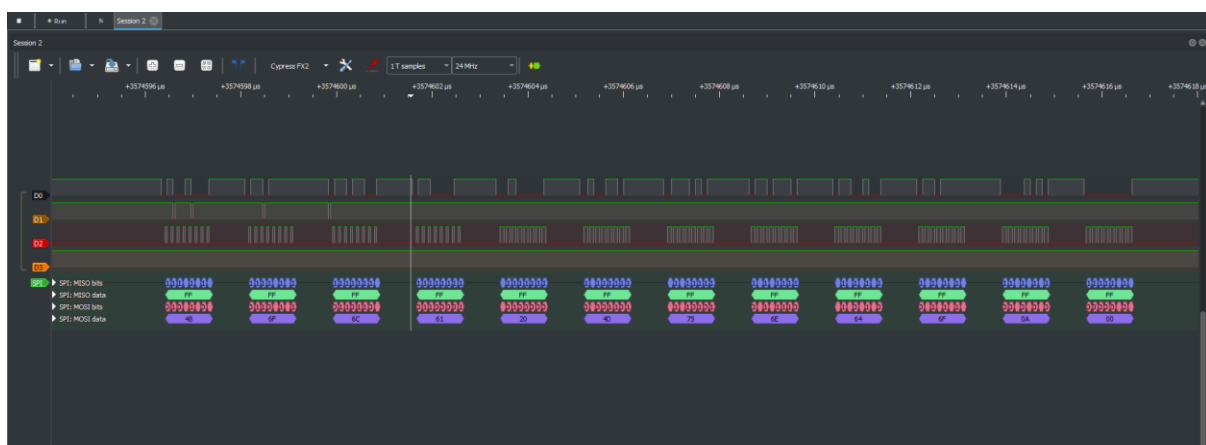 Run Session 2
Session 2
Cypress FX2 1 T samples 24 MHz
+3574596 µs +3574598 µs +3574600 µs +3574602 µs +3574604 µs +3574606 µs +3574608 µs +3574610 µs +3574612 µs +3574614 µs +3574616 µs +3574618 µs
D0
D1
D2
D3
SPI SPI: MISO bits
SPI: MISO data FF FF FF FF FF FF FF FF FF FF FF FF
SPI: MOSI bits
SPI: MOSI data 48 6F 6C 61 20 4D 75 6E 64 6F 0A 00